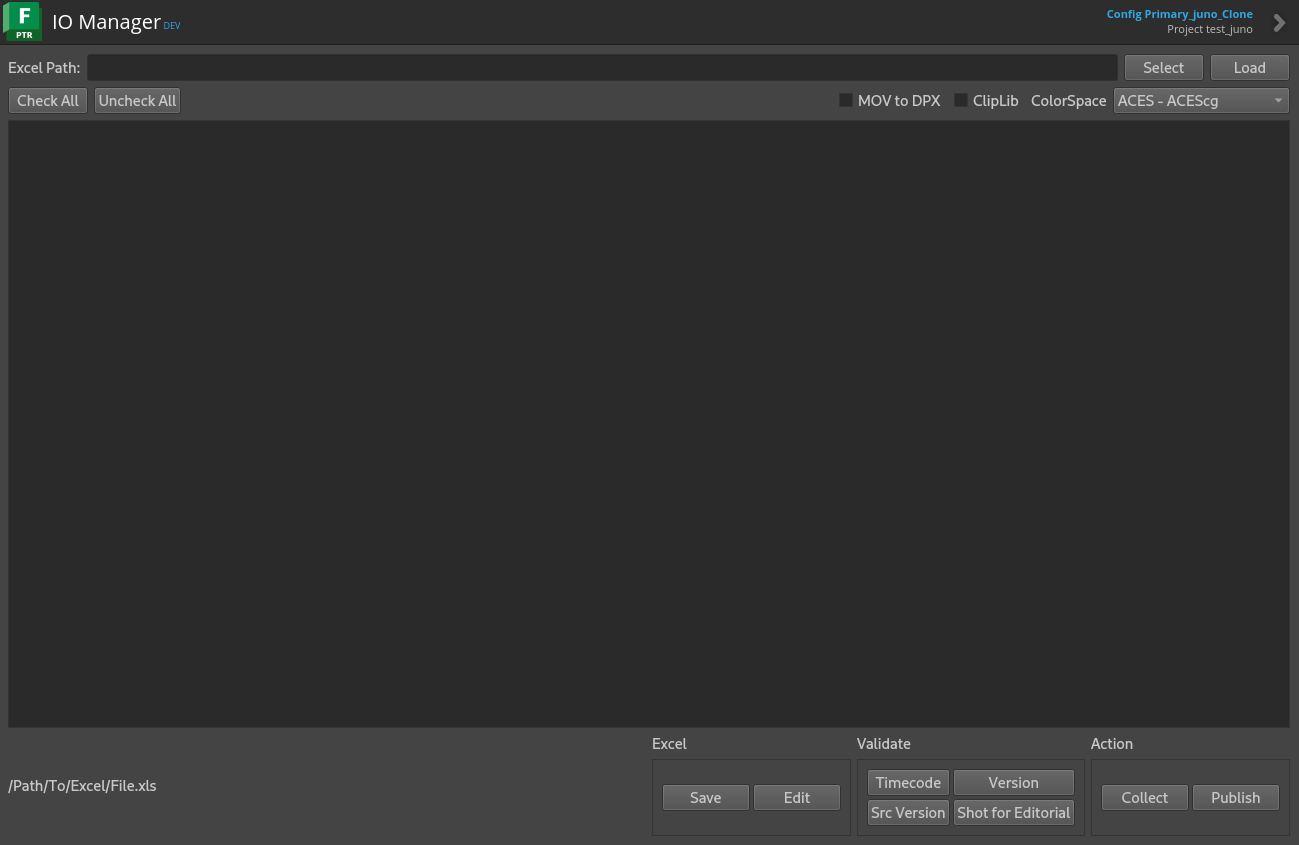 F
PTR
IO Manager DEV
Config Primary_juno_Clone
Project test_juno
Excel Path:
Select
Load
Check All
Uncheck All
MOV to DPX
ClipLib
ColorSpace
ACES - ACEScg
Excel
Validate
Action
/Path/To/Excel/File.xls
Save
Edit
Timecode
Version
Src Version
Shot for Editorial
Collect
Publish